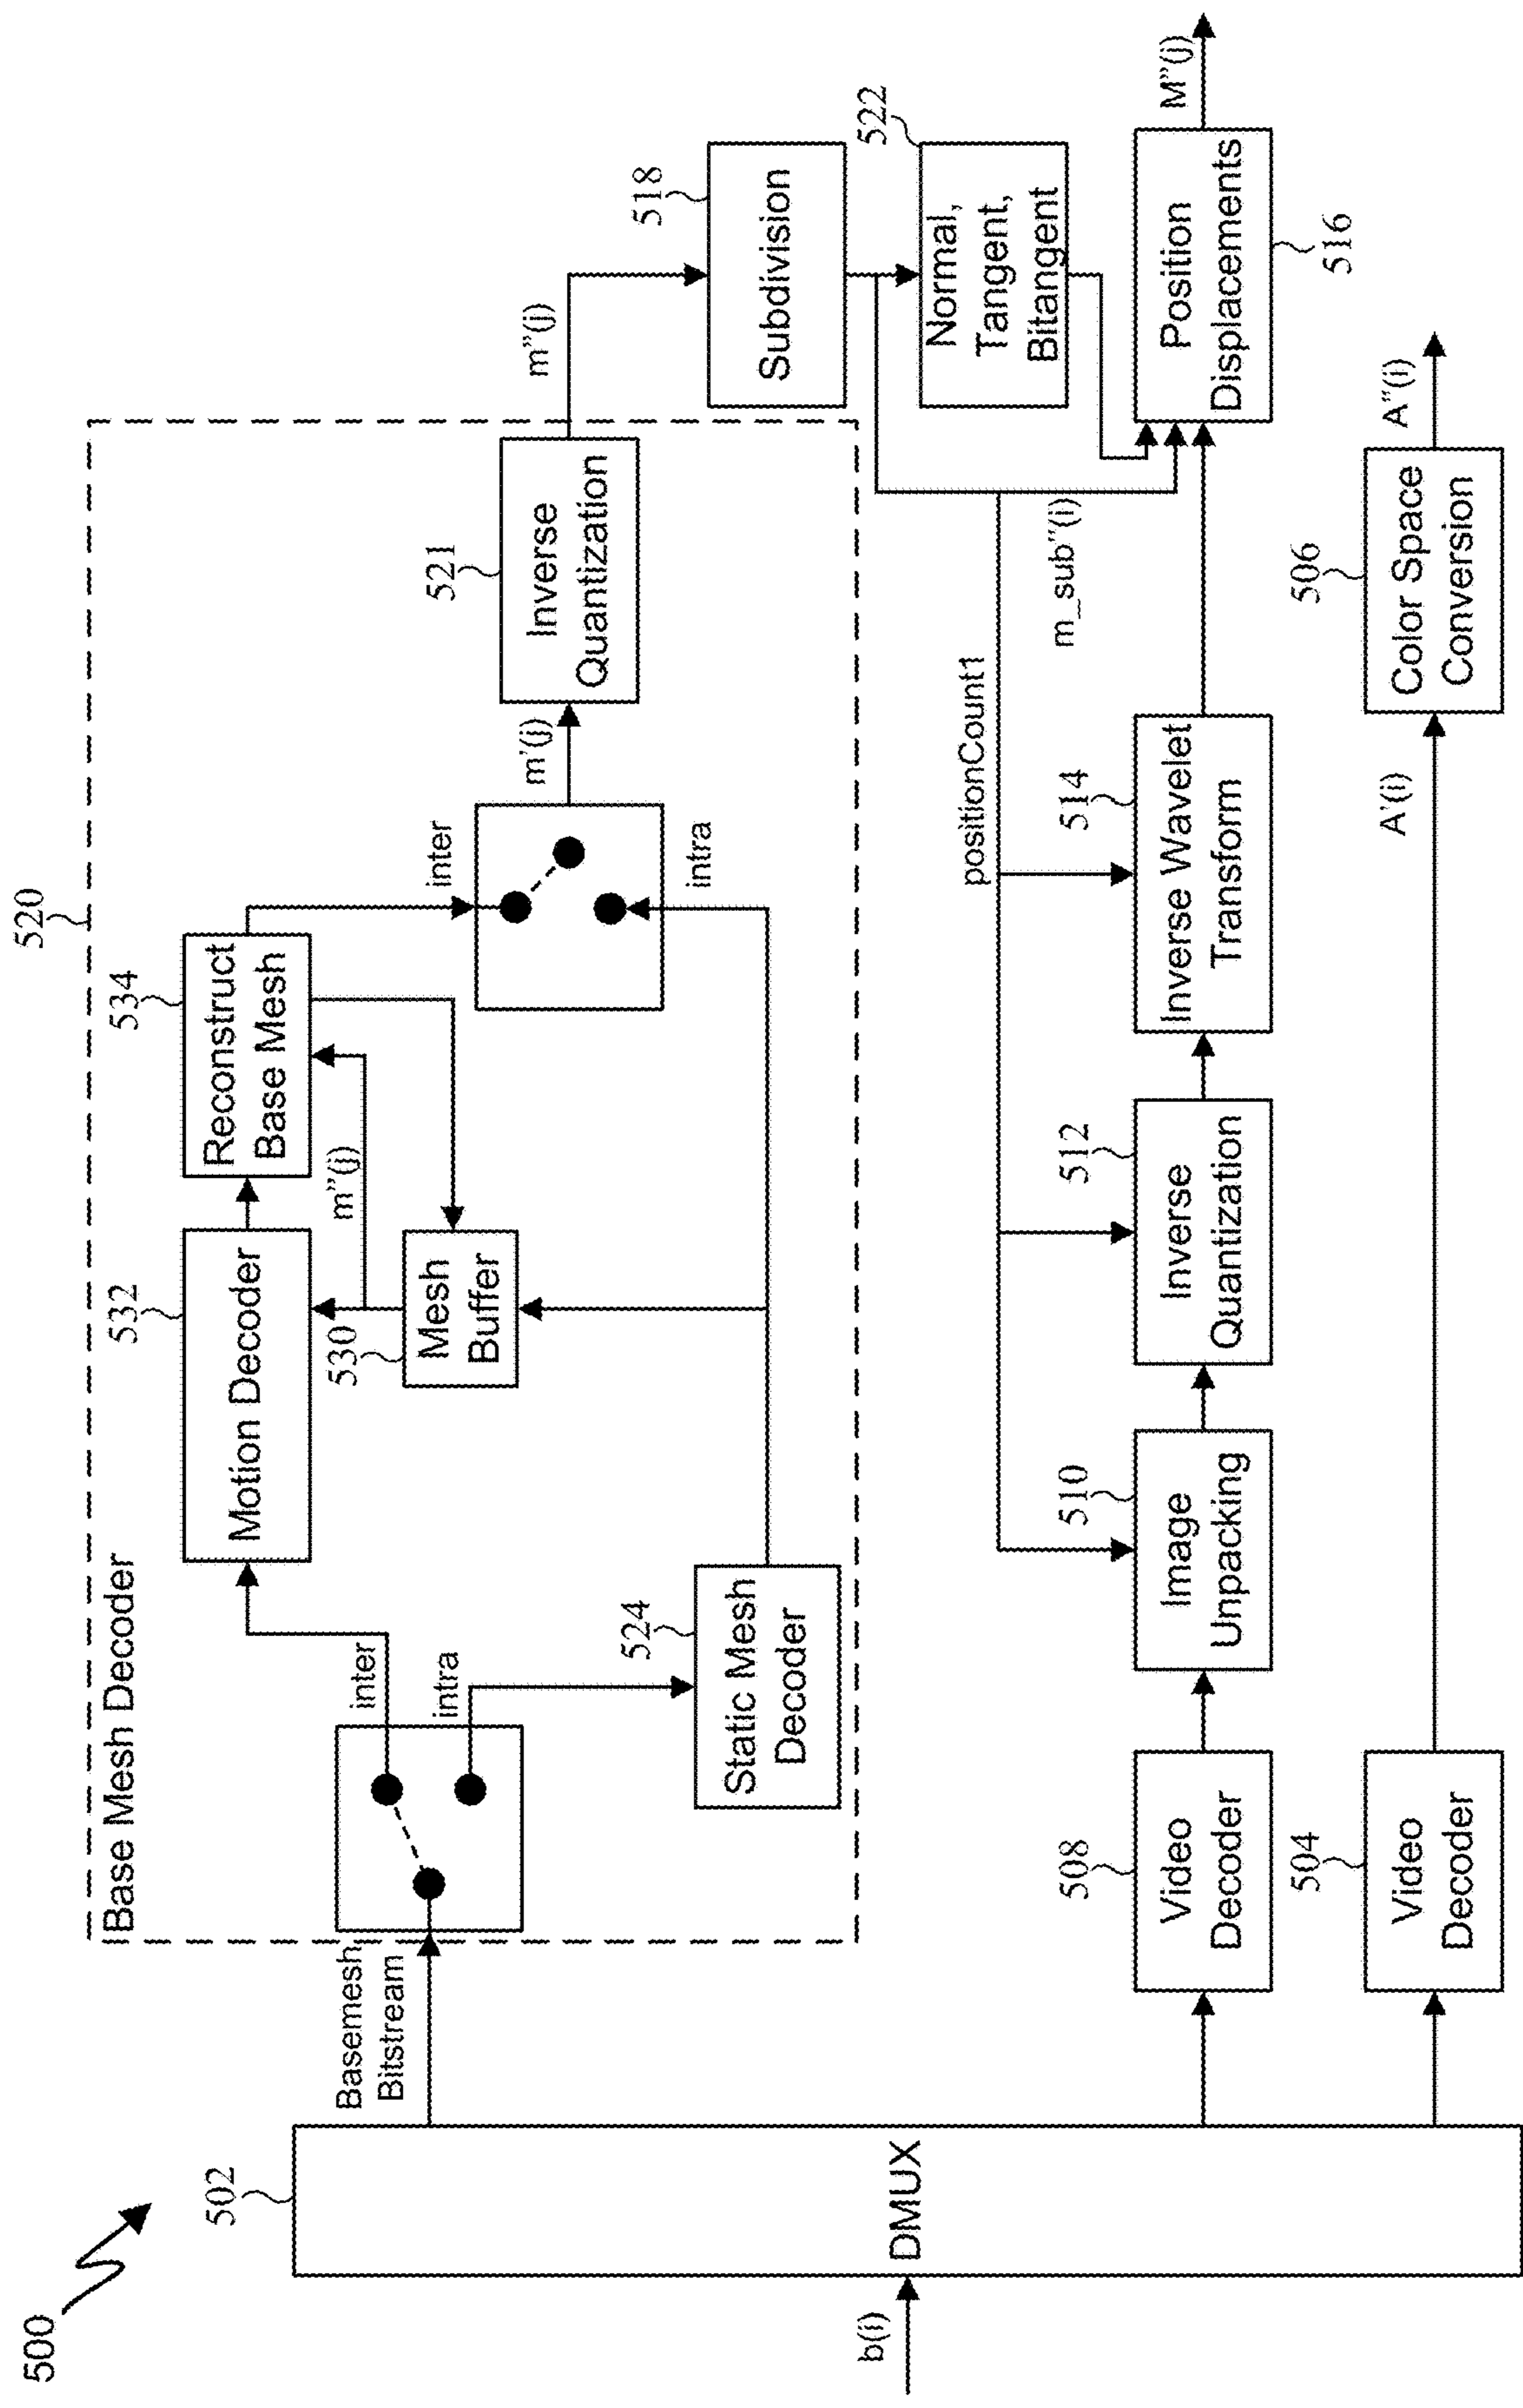 500
502
DMUX
b(i)
Basemesh
Bitstream
520
Base Mesh Decoder
inter
intra
532
Motion Decoder
524
Static Mesh
Decoder
530
Mesh
Buffer
m"(j)
534
Reconstruct
Base Mesh
inter
intra
m'(j)
521
Inverse
Quantization
m"(j)
518
Subdivision
522
Normal,
Tangent,
Bitangent
positionCount1
m_sub"(i)
508
Video
Decoder
510
Image
Unpacking
512
Inverse
Quantization
514
Inverse Wavelet
Transform
Position
Displacements
516
M"(j)
504
Video
Decoder
A'(i)
506
Color Space
Conversion
A"(i)